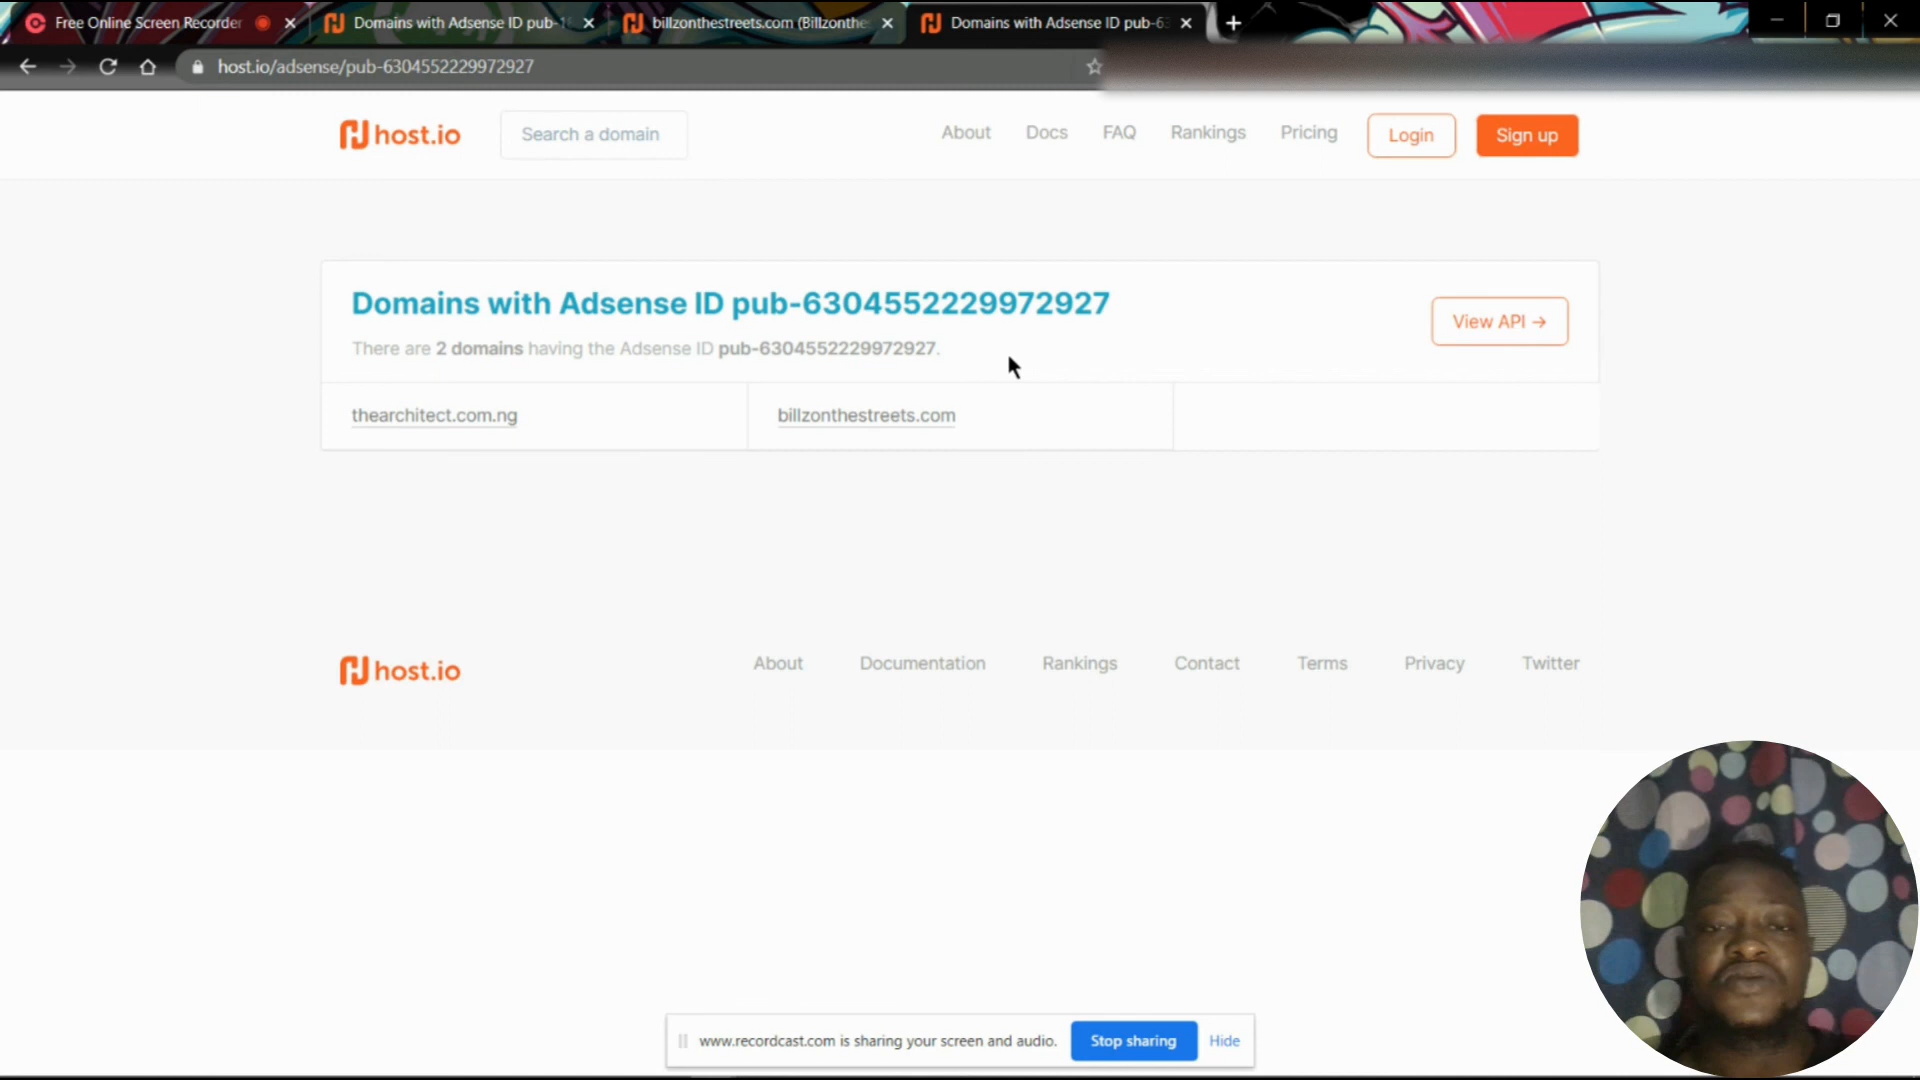 Free Online Screen Recorder
Domains with Adsense ID pub-1
billzonthestreets.com (Billzonthe
Domains with Adsense ID pub-63
host.io/adsense/pub-6304552229972927
host.io
Search a domain
About
Docs
FAQ
Rankings
Pricing
Login
Sign up
Domains with Adsense ID pub-6304552229972927
There are 2 domains having the Adsense ID pub-6304552229972927.
View API →
thearchitect.com.ng
billzonthestreets.com
host.io
About
Documentation
Rankings
Contact
Terms
Privacy
Twitter
www.recordcast.com is sharing your screen and audio.
Stop sharing
Hide